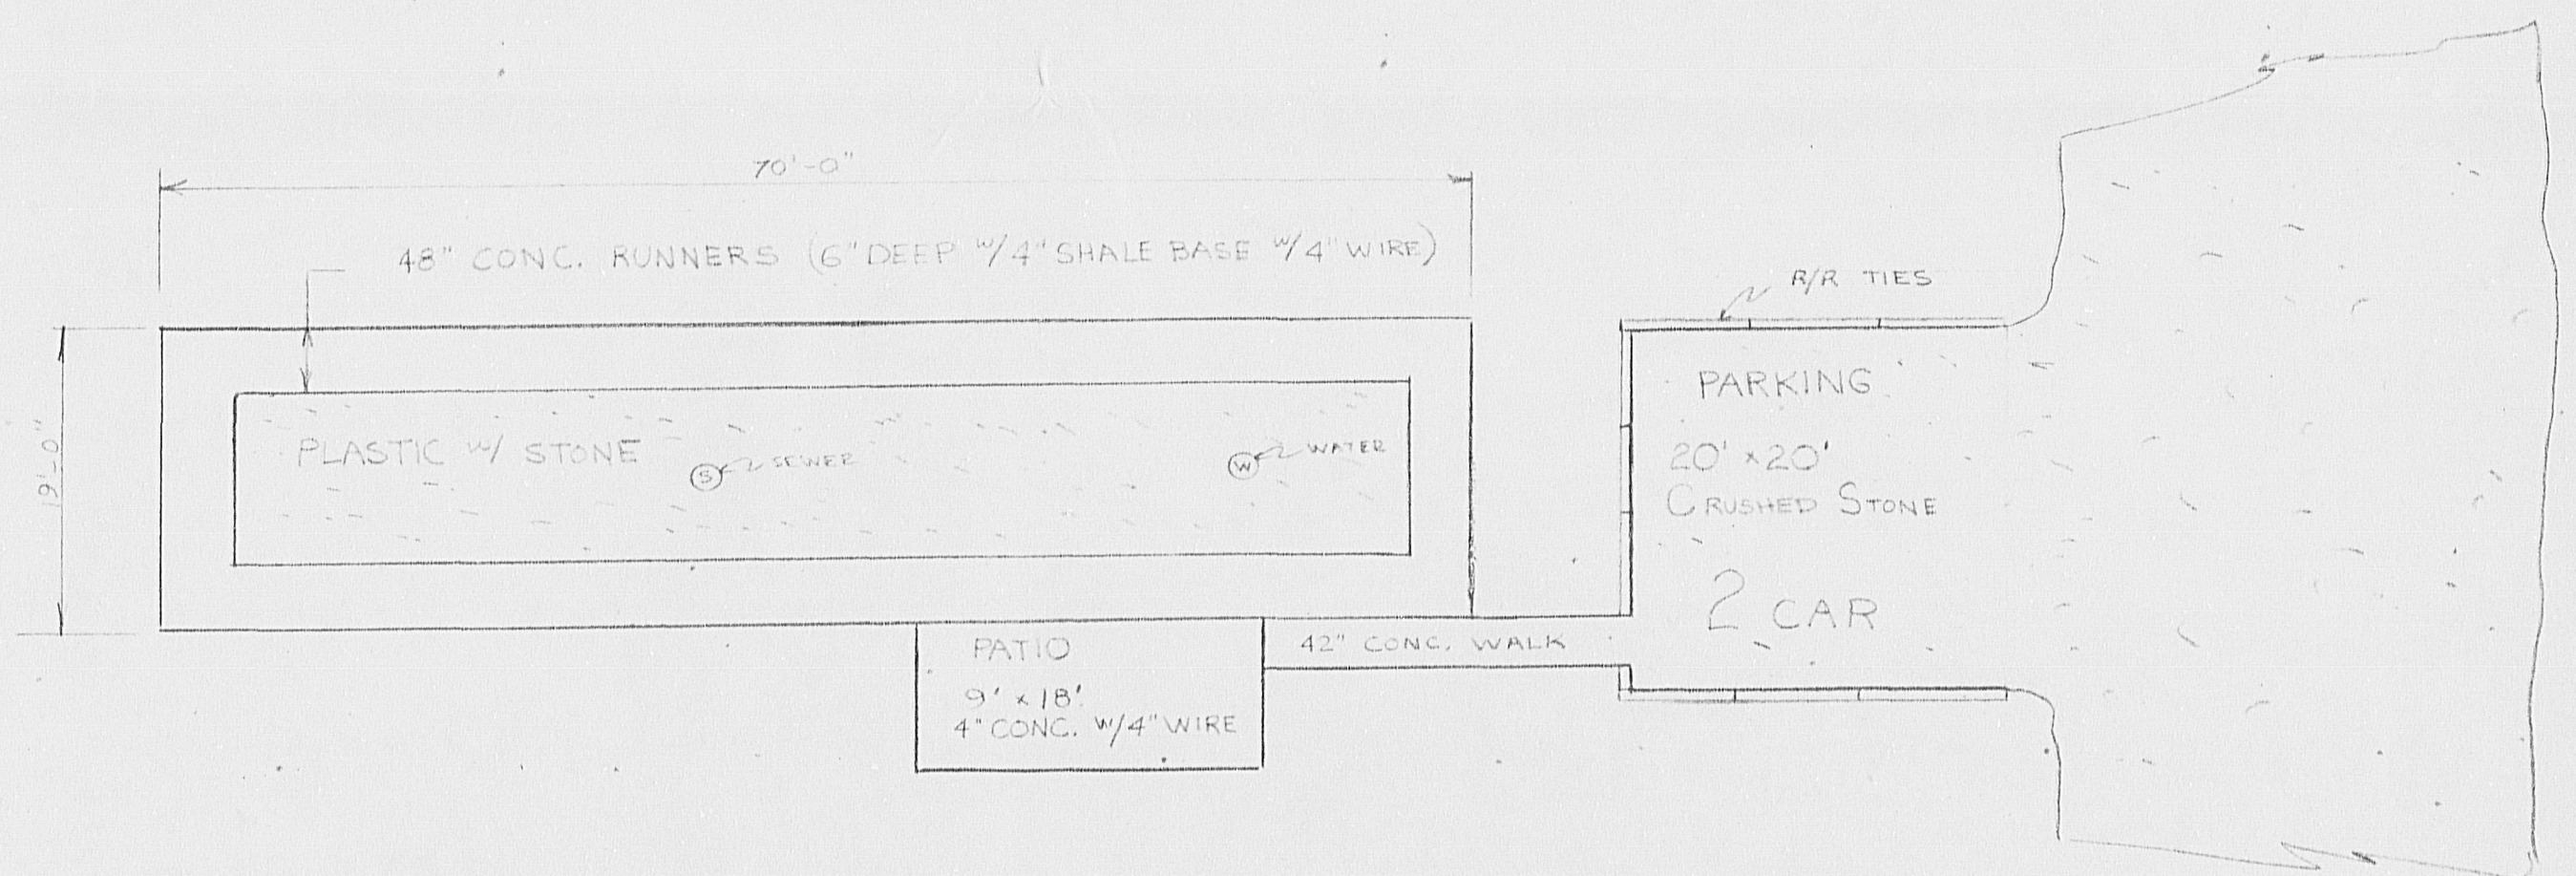 70'-0"
48" CONC. RUNNERS (6" DEEP w/4" SHALE BASE w/4" WIRE)
R/R TIES
19'-0"
PLASTIC w/ STONE
S SEWER
W WATER
PARKING
20' x 20'
CRUSHED STONE
2 CAR
PATIO
9' x 18'
4" CONC. w/4" WIRE
42" CONC. WALK